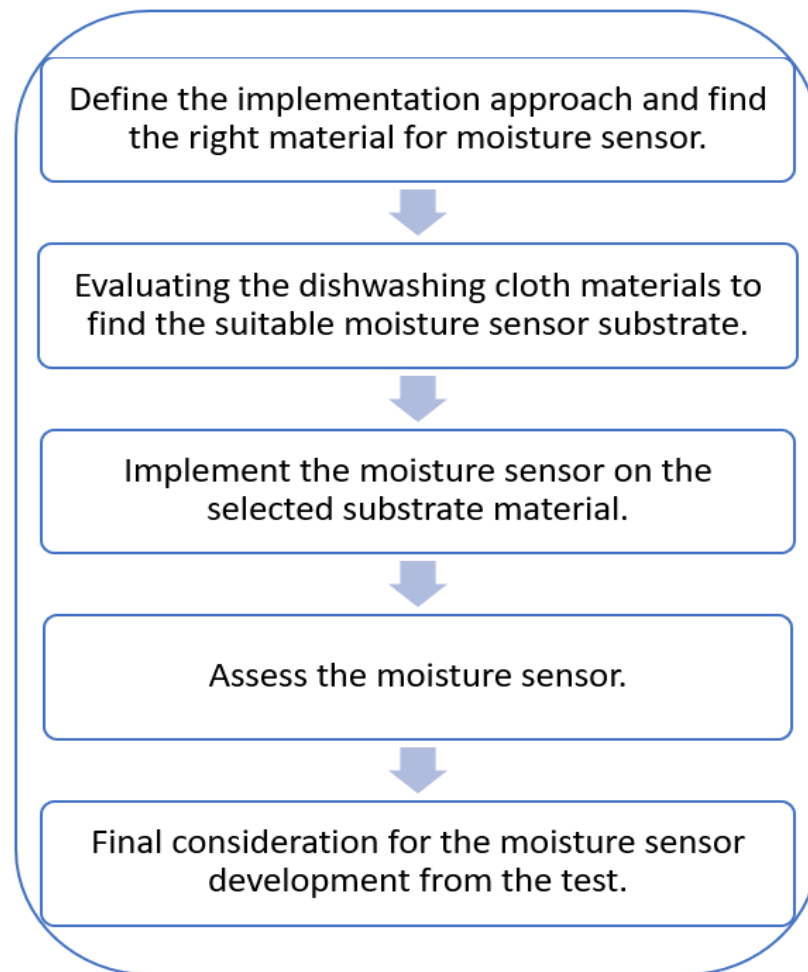 Define the implementation approach and find
the right material for moisture sensor.
Evaluating the dishwashing cloth materials to
find the suitable moisture sensor substrate.
Implement the moisture sensor on the
selected substrate material.
Assess the moisture sensor.
Final consideration for the moisture sensor
development from the test.